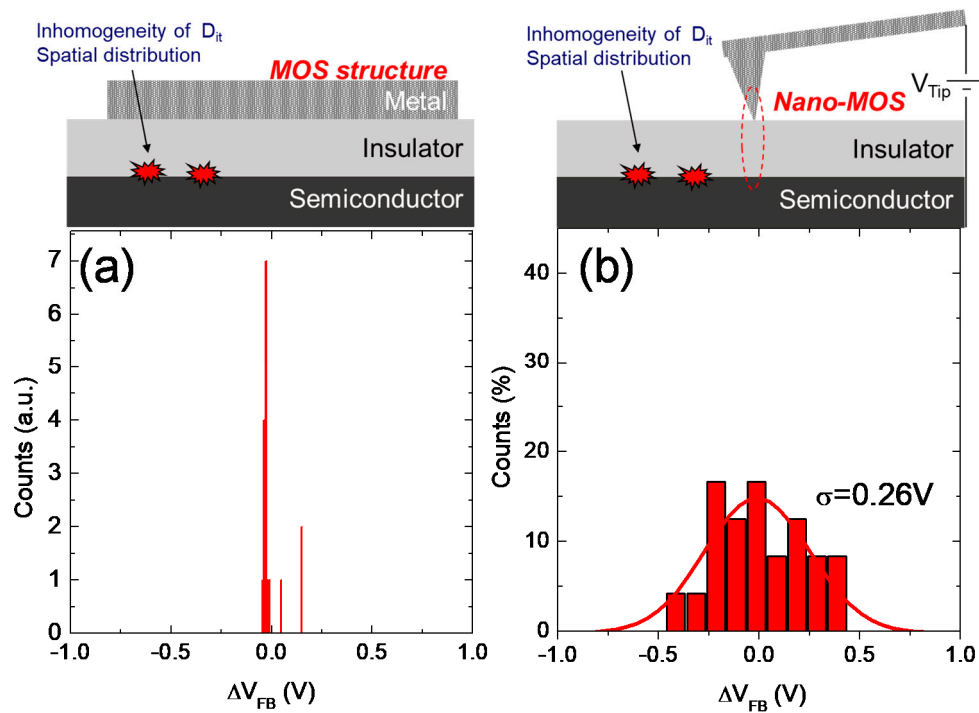 Inhomogeneity of D_it
Spatial distribution
MOS structure
Metal
Insulator
Semiconductor
(a)
Counts (a.u.)
7
6
5
4
3
2
1
0
-1.0 -0.5 0.0 0.5 1.0
ΔV_FB (V)
Inhomogeneity of D_it
Spatial distribution
Nano-MOS
V_Tip
Insulator
Semiconductor
(b)
Counts (%)
40
30
20
10
0
σ=0.26V
-1.0 -0.5 0.0 0.5 1.0
ΔV_FB (V)